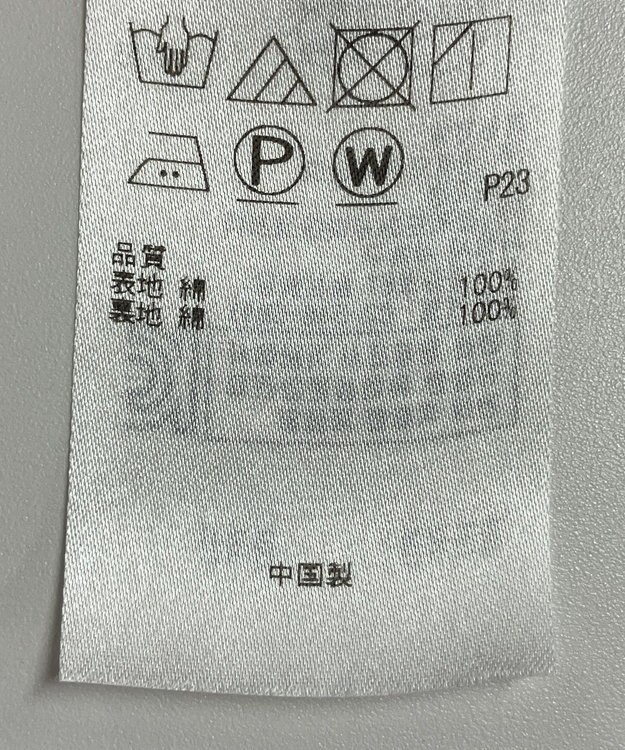 P W P23
品質
表地 綿 100%
裏地 綿 100%
中国製